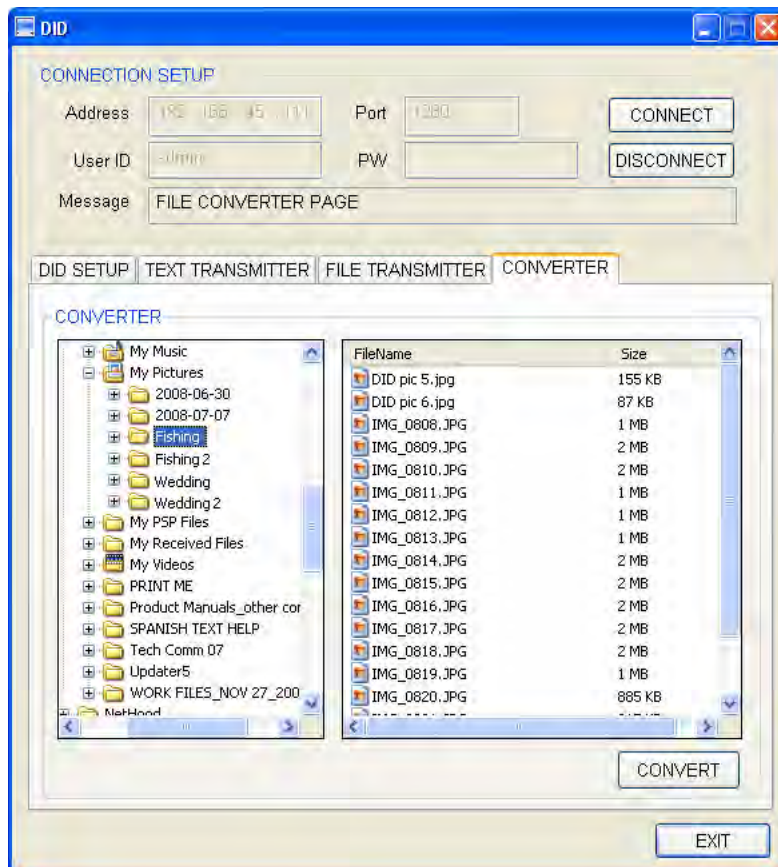 DID
CONNECTION SETUP
Address Port CONNECT
User ID PW DISCONNECT
Message FILE CONVERTER PAGE
DID SETUP TEXT TRANSMITTER FILE TRANSMITTER CONVERTER
CONVERTER
My Music
My Pictures
2008-06-30
2008-07-07
Fishing
Fishing 2
Wedding
Wedding 2
My PSP Files
My Received Files
My Videos
PRINT ME
Product Manuals_other cor
SPANISH TEXT HELP
Tech Comm 07
Updater5
WORK FILES_NOV 27_200
NetHood
FileName Size
DID pic 5.jpg 155 KB
DID pic 6.jpg 87 KB
IMG_0808.JPG 1 MB
IMG_0809.JPG 2 MB
IMG_0810.JPG 2 MB
IMG_0811.JPG 1 MB
IMG_0812.JPG 1 MB
IMG_0813.JPG 1 MB
IMG_0814.JPG 2 MB
IMG_0815.JPG 2 MB
IMG_0816.JPG 2 MB
IMG_0817.JPG 2 MB
IMG_0818.JPG 2 MB
IMG_0819.JPG 1 MB
IMG_0820.JPG 885 KB
CONVERT
EXIT